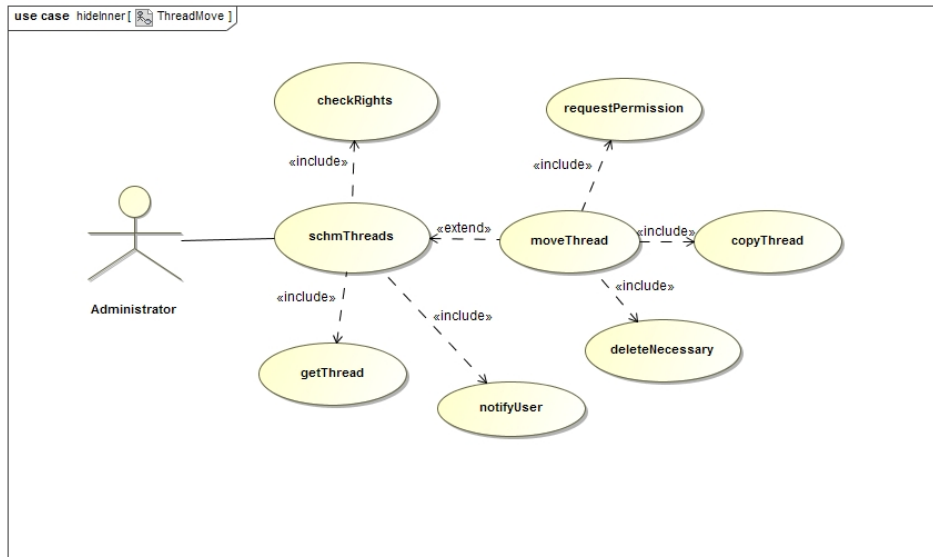 use case hideInner [ ThreadMove ]
checkRights
requestPermission
«include»
«include»
schmThreads
«extend»
moveThread
«include»
copyThread
Administrator
«include»
«include»
«include»
getThread
deleteNecessary
notifyUser